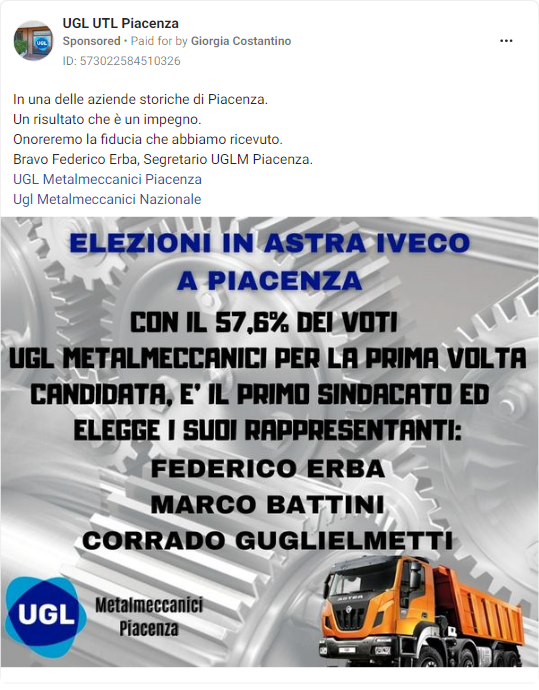 UGL UTL Piacenza
Sponsored • Paid for by Giorgia Costantino
ID: 573022584510326
In una delle aziende storiche di Piacenza.
Un risultato che è un impegno.
Onoreremo la fiducia che abbiamo ricevuto.
Bravo Federico Erba, Segretario UGLM Piacenza.
UGL Metalmeccanici Piacenza
Ugl Metalmeccanici Nazionale
ELEZIONI IN ASTRA IVECO
A PIACENZA
CON IL 57,6% DEI VOTI
UGL METALMECCANICI PER LA PRIMA VOLTA
CANDIDATA, E' IL PRIMO SINDACATO ED
ELEGGE I SUOI RAPPRESENTANTI:
FEDERICO ERBA
MARCO BATTINI
CORRADO GUGLIELMETTI
UGL
Metalmeccanici
Piacenza
ASTRA